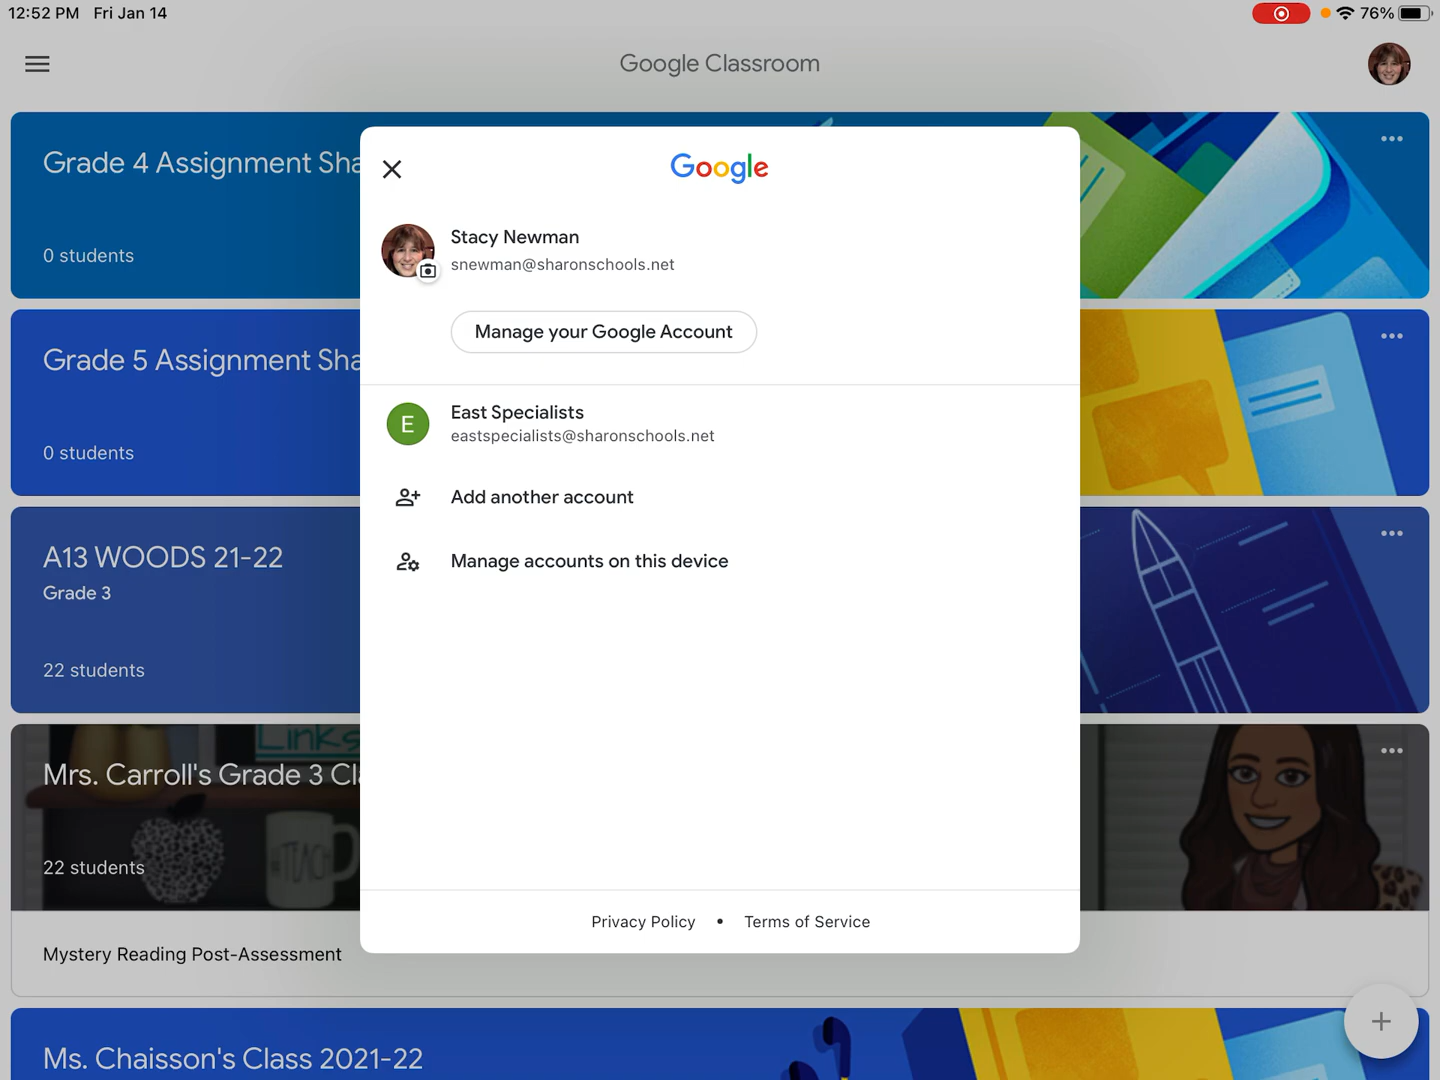 12:52 PM Fri Jan 14
76%
Google Classroom
Grade 4 Assignment Sha
0 students
Grade 5 Assignment Sha
0 students
A13 WOODS 21-22
Grade 3
22 students
Links
Mrs. Carroll's Grade 3 Cl
#TEACH
22 students
Mystery Reading Post-Assessment
Ms. Chaisson's Class 2021-22
Google
Stacy Newman
snewman@sharonschools.net
Manage your Google Account
E
East Specialists
eastspecialists@sharonschools.net
Add another account
Manage accounts on this device
Privacy Policy • Terms of Service